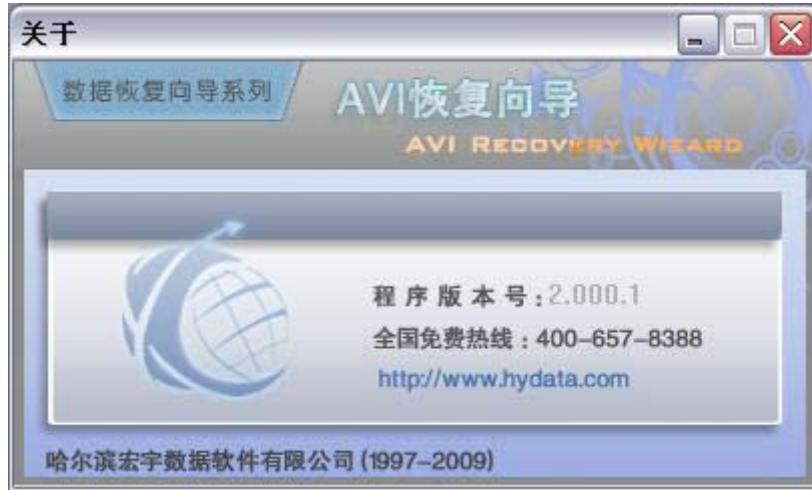 关于
数据恢复向导系列
AVI恢复向导
AVI RECOVERY WIZARD
程序版本号:2.000.1
全国免费热线：400-657-8388
http://www.hydata.com
哈尔滨宏宇数据软件有限公司(1997-2009)